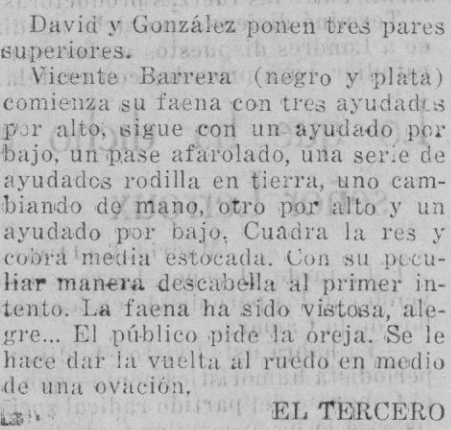 David y González ponen tres pares
superiores.
Vicente Barrera (negro y plata)
comienza su faena con tres ayudados
por alto, sigue con un ayudado por
bajo, un pase afarolado, una serie de
ayudados rodilla en tierra, uno cam-
biando de mano, otro por alto y un
ayudado por bajo. Cuadra la res y
cobra media estocada. Con su pecu-
liar manera descabella al primer in-
tento. La faena ha sido vistosa, ale-
gre... El público pide la oreja. Se le
hace dar la vuelta al ruedo en medio
de una ovación.
EL TERCERO